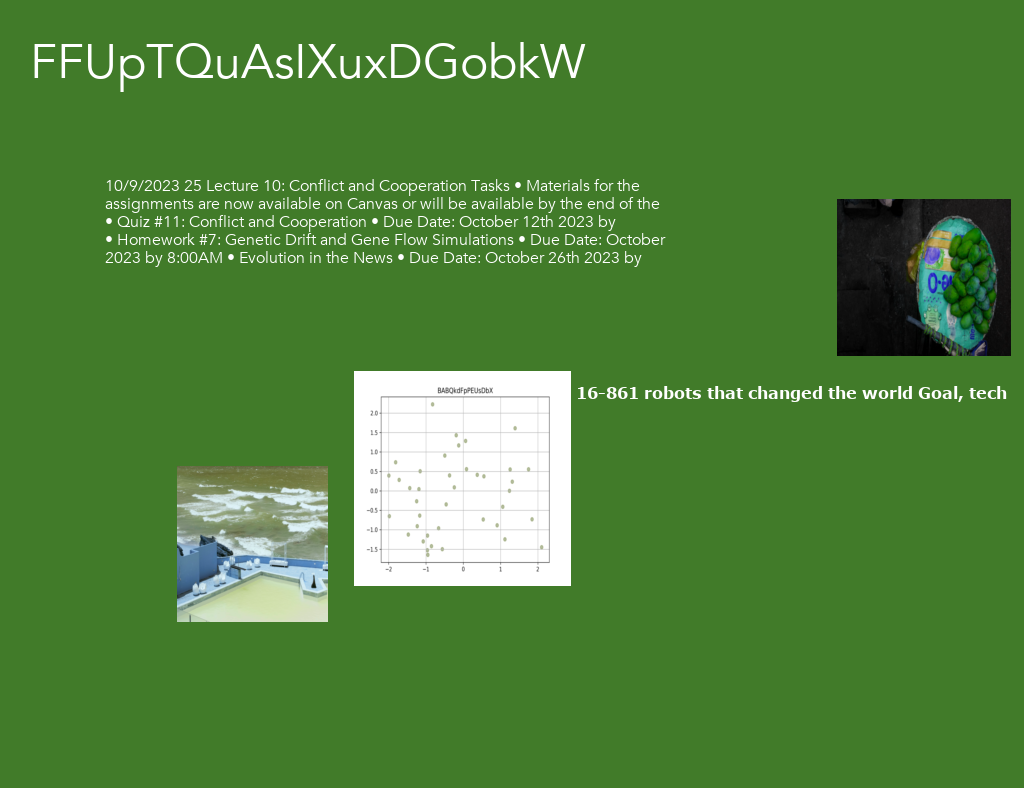 FFUpTQuAsIXuxDGobkW
10/9/2023 25 Lecture 10: Conflict and Cooperation Tasks • Materials for the
assignments are now available on Canvas or will be available by the end of the
• Quiz #11: Conflict and Cooperation • Due Date: October 12th 2023 by
• Homework #7: Genetic Drift and Gene Flow Simulations • Due Date: October
2023 by 8:00AM • Evolution in the News • Due Date: October 26th 2023 by
16–861 robots that changed the world Goal, tech
BABQkdFpPEUsDbX
2.0
1.5
1.0
0.5
0.0
−0.5
−1.0
−1.5
−2 −1 0 1 2